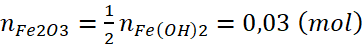 n_{Fe2O3} = \frac{1}{2} n_{Fe(OH)2} = 0,03 (mol)